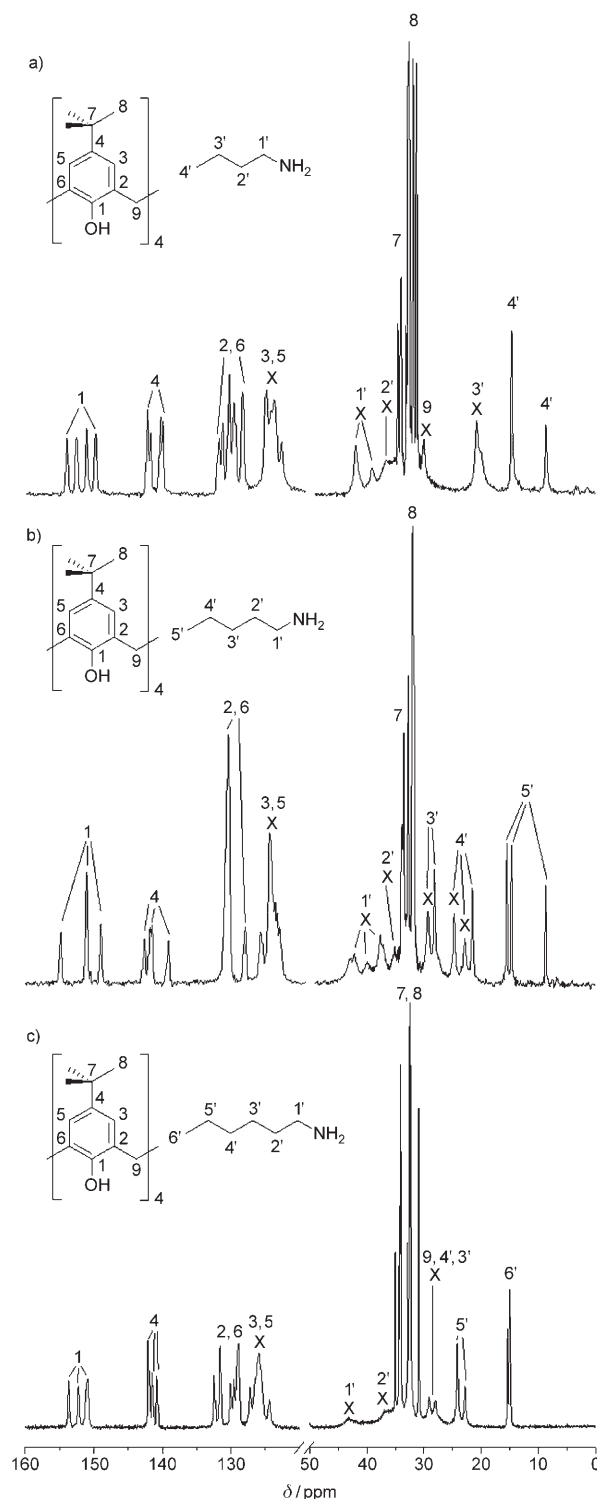 a)
8
7 8
4
5 3
6 2
1 9
OH
4
3' 1'
4' 2' NH2
7
8
1
4
2, 6
3, 5
X
1'
X
2'
X
9
X
3'
X
4'
4'
b)
7 8
4
5 3
6 2
1 9
OH
4
4' 2'
5' 3' 1' NH2
8
7
1
4
2, 6
3, 5
X
1'
X
2'
X
3'
X
4'
X X
5'
c)
7 8
4
5 3
6 2
1 9
OH
4
5' 3' 1'
6' 4' 2' NH2
7, 8
1
4
2, 6
3, 5
X
1'
X
2'
X
9, 4', 3'
X
5'
6'
160 150 140 130 50 40 30 20 10 0
δ / ppm